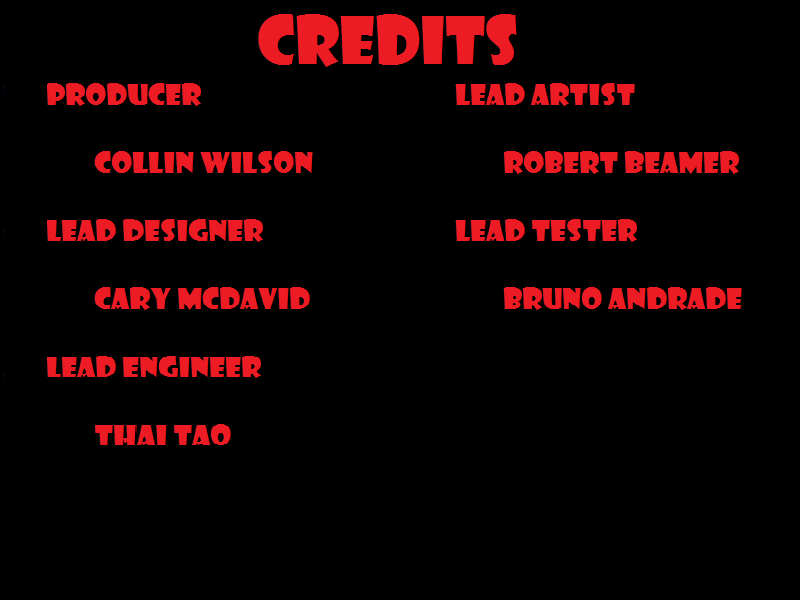 CREDITS
PRODUCER
COLLIN WILSON
LEAD DESIGNER
CARY MCDAVID
LEAD ENGINEER
THAI TAO
LEAD ARTIST
ROBERT BEAMER
LEAD TESTER
BRUNO ANDRADE